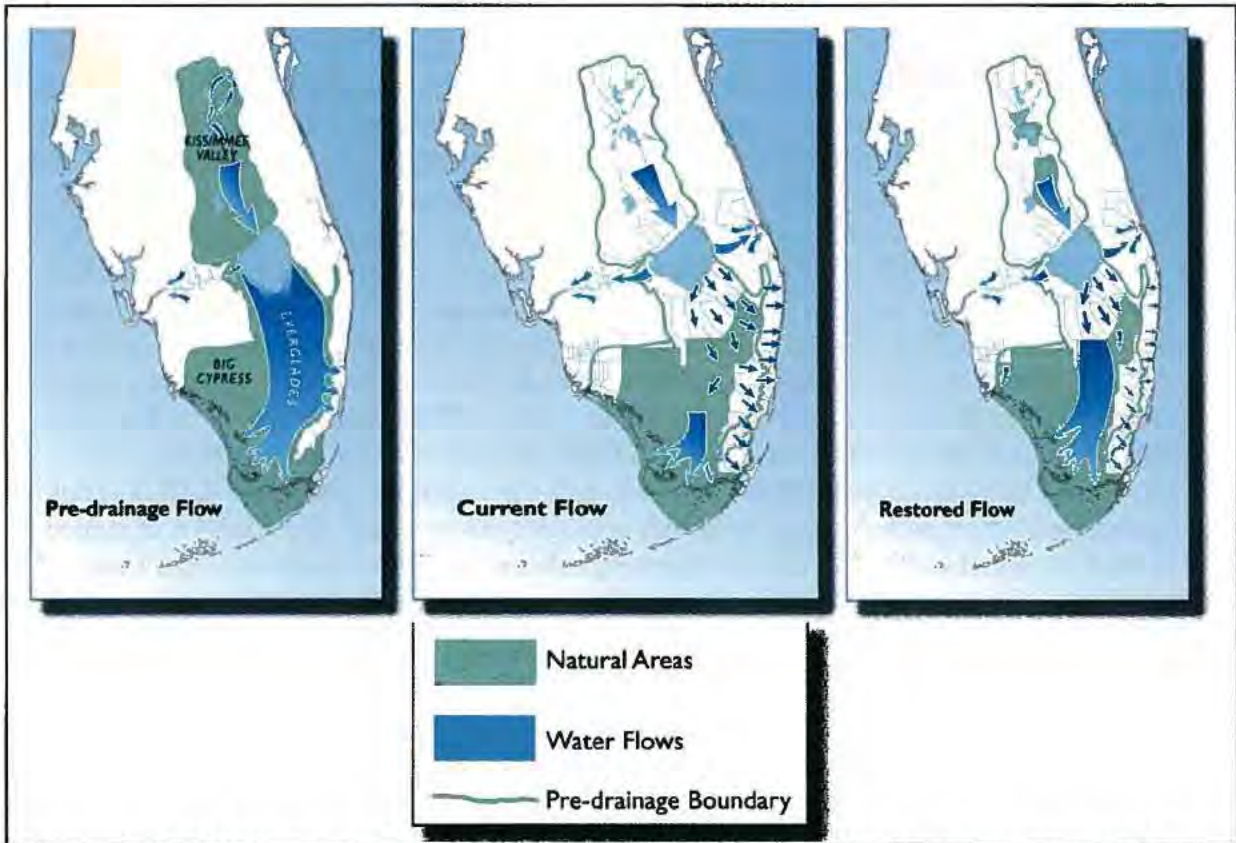 KISSIMMEE
VALLEY
EVERGLADES
BIG
CYPRESS
Pre-drainage Flow
Current Flow
Restored Flow
Natural Areas
Water Flows
Pre-drainage Boundary